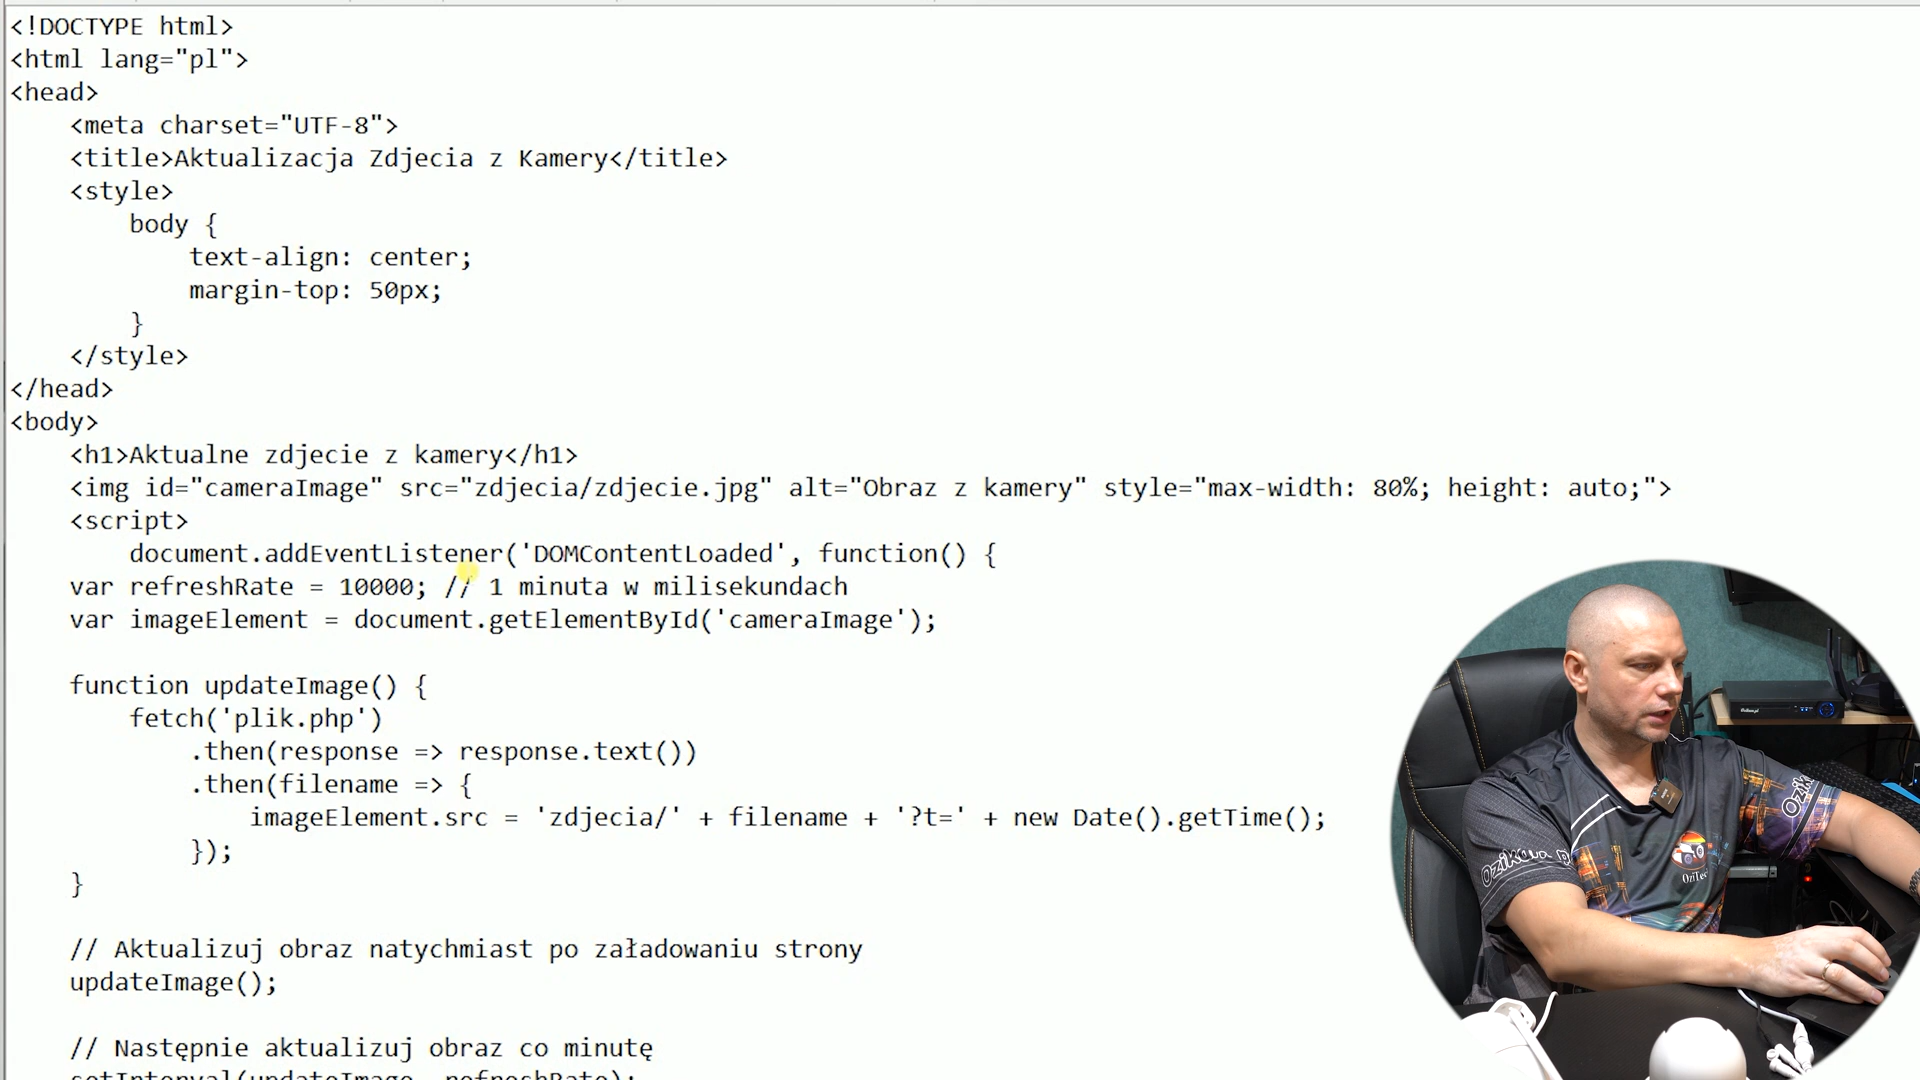 <!DOCTYPE html>
<html lang="pl">
<head>
    <meta charset="UTF-8">
    <title>Aktualizacja Zdjecia z Kamery</title>
    <style>
        body {
            text-align: center;
            margin-top: 50px;
        }
    </style>
</head>
<body>
    <h1>Aktualne zdjecie z kamery</h1>
    <img id="cameraImage" src="zdjecia/zdjecie.jpg" alt="Obraz z kamery" style="max-width: 80%; height: auto;">
    <script>
        document.addEventListener('DOMContentLoaded', function() {
    var refreshRate = 10000; // 1 minuta w milisekundach
    var imageElement = document.getElementById('cameraImage');

    function updateImage() {
        fetch('plik.php')
            .then(response => response.text())
            .then(filename => {
                imageElement.src = 'zdjecia/' + filename + '?t=' + new Date().getTime();
            });
    }

    // Aktualizuj obraz natychmiast po załadowaniu strony
    updateImage();

    // Następnie aktualizuj obraz co minutę
    setInterval(updateImage, refreshRate);